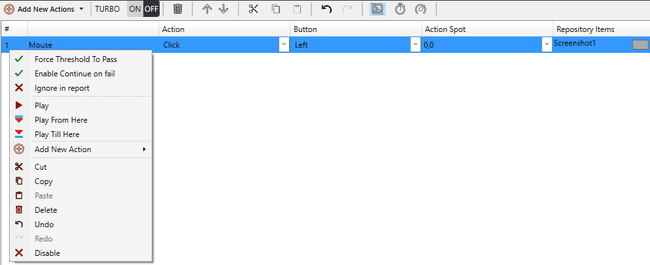 Add New Actions TURBO ON OFF
# Action Button Action Spot Repository Items
1 Mouse Click Left 0,0 Screenshot1
Force Threshold To Pass
Enable Continue on fail
Ignore in report
Play
Play From Here
Play Till Here
Add New Action
Cut
Copy
Paste
Delete
Undo
Redo
Disable